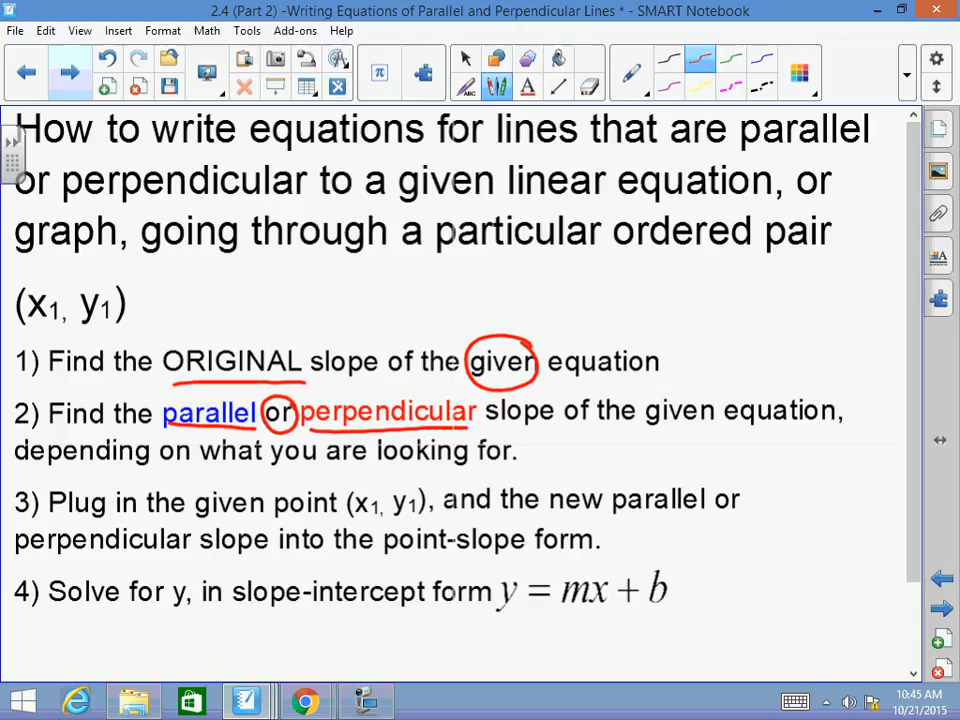 2.4 (Part 2) -Writing Equations of Parallel and Perpendicular Lines * - SMART Notebook
File Edit View Insert Format Math Tools Add-ons Help
How to write equations for lines that are parallel
or perpendicular to a given linear equation, or
graph, going through a particular ordered pair
(x₁, y₁)
1) Find the ORIGINAL slope of the given equation
2) Find the parallel or perpendicular slope of the given equation,
depending on what you are looking for.
3) Plug in the given point (x₁, y₁), and the new parallel or
perpendicular slope into the point-slope form.
4) Solve for y, in slope-intercept form y = mx + b
10:45 AM
10/21/2015